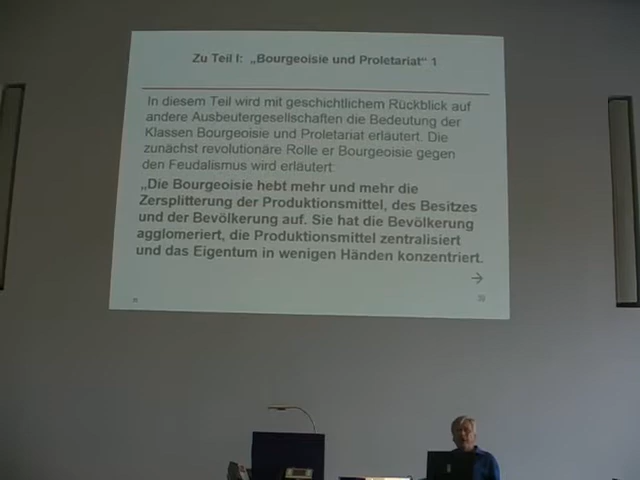 Zu Teil I: „Bourgeoisie und Proletariat“ 1
In diesem Teil wird mit geschichtlichem Rückblick auf
andere Ausbeutergesellschaften die Bedeutung der
Klassen Bourgeoisie und Proletariat erläutert. Die
zunächst revolutionäre Rolle er Bourgeoisie gegen
den Feudalismus wird erläutert:
„Die Bourgeoisie hebt mehr und mehr die
Zersplitterung der Produktionsmittel, des Besitzes
und der Bevölkerung auf. Sie hat die Bevölkerung
agglomeriert, die Produktionsmittel zentralisiert
und das Eigentum in wenigen Händen konzentriert.
→